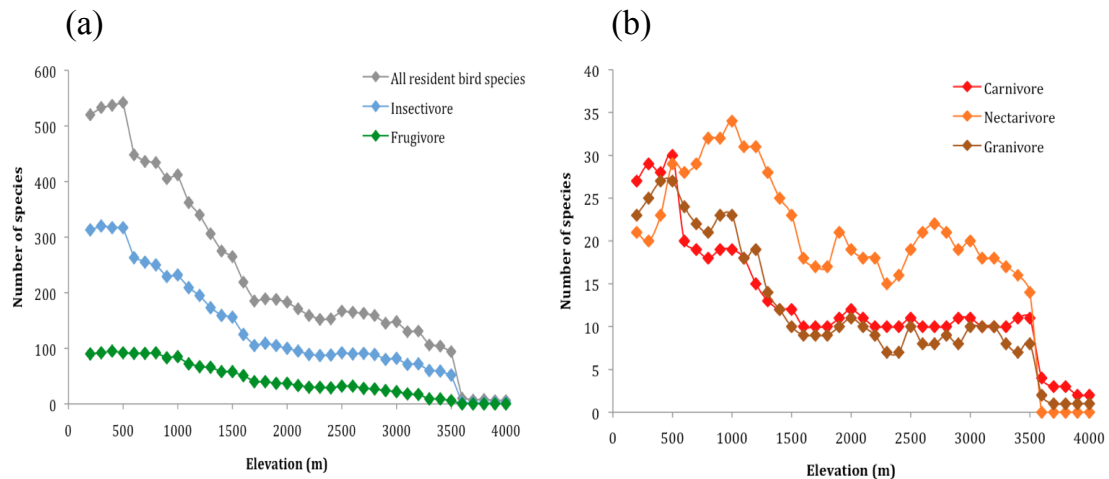 (a)
600
500
400
300
200
100
0
Number of species
0 500 1000 1500 2000 2500 3000 3500 4000
Elevation (m)
All resident bird species
Insectivore
Frugivore
(b)
40
35
30
25
20
15
10
5
0
Number of species
0 500 1000 1500 2000 2500 3000 3500 4000
Elevation (m)
Carnivore
Nectarivore
Granivore